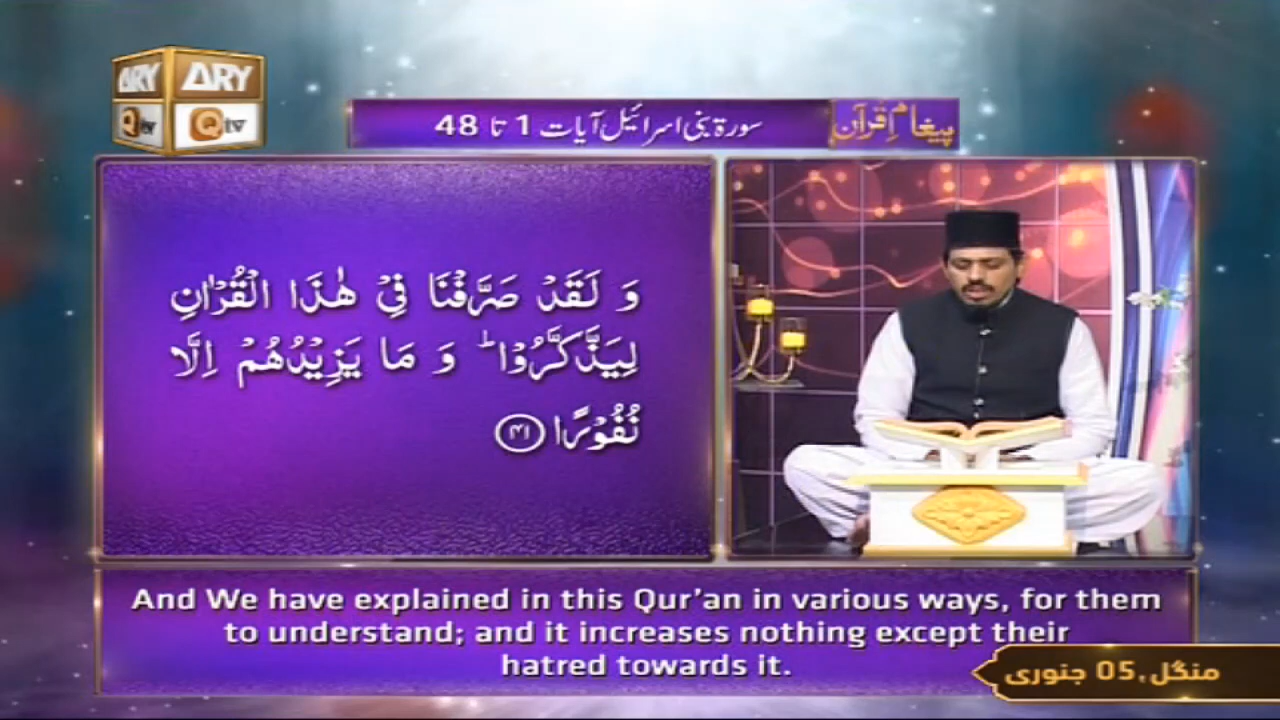 ARY ARY
Qtv Qtv
پیغامِ قرآن
سورۃ بنی اسرائیل آیات 1 تا 48
وَ لَقَدۡ صَرَّفۡنَا فِیۡ هٰذَا الۡقُرۡاٰنِ
لِیَذَّكَّرُوۡاؕ وَ مَا یَزِیۡدُهُمۡ اِلَّا
نُفُوۡرًا ﴿۴۱﴾
And We have explained in this Qur'an in various ways, for them
to understand; and it increases nothing except their
hatred towards it.
منگل, 05 جنوری